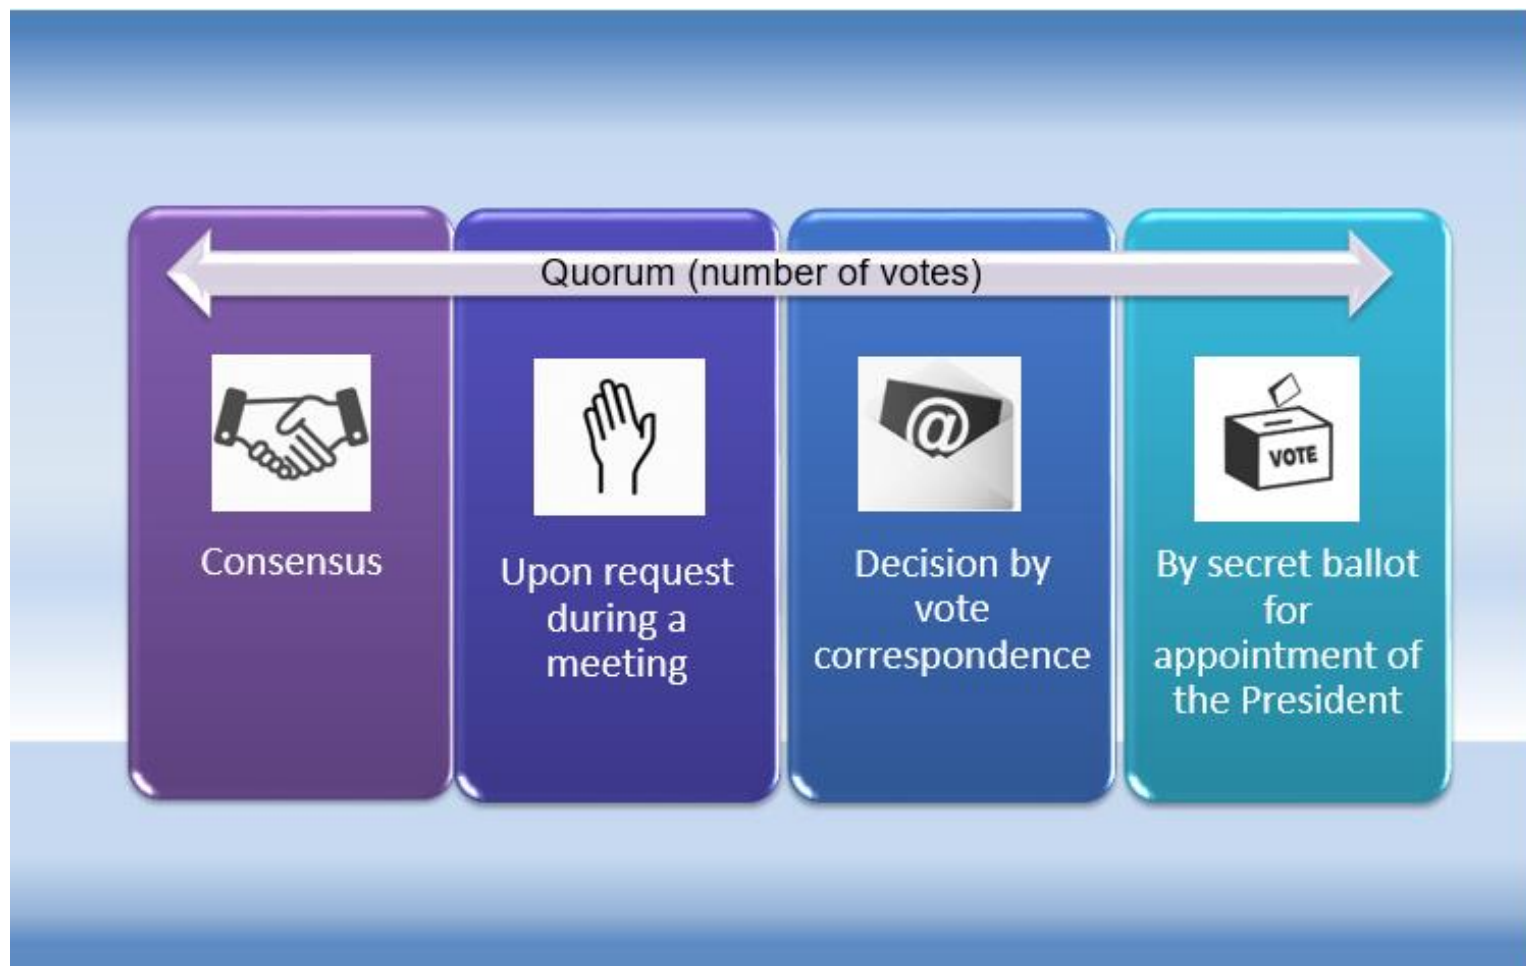 Quorum (number of votes)
Consensus
Upon request
during a
meeting
@
Decision by
vote
correspondence
VOTE
By secret ballot
for
appointment of
the President